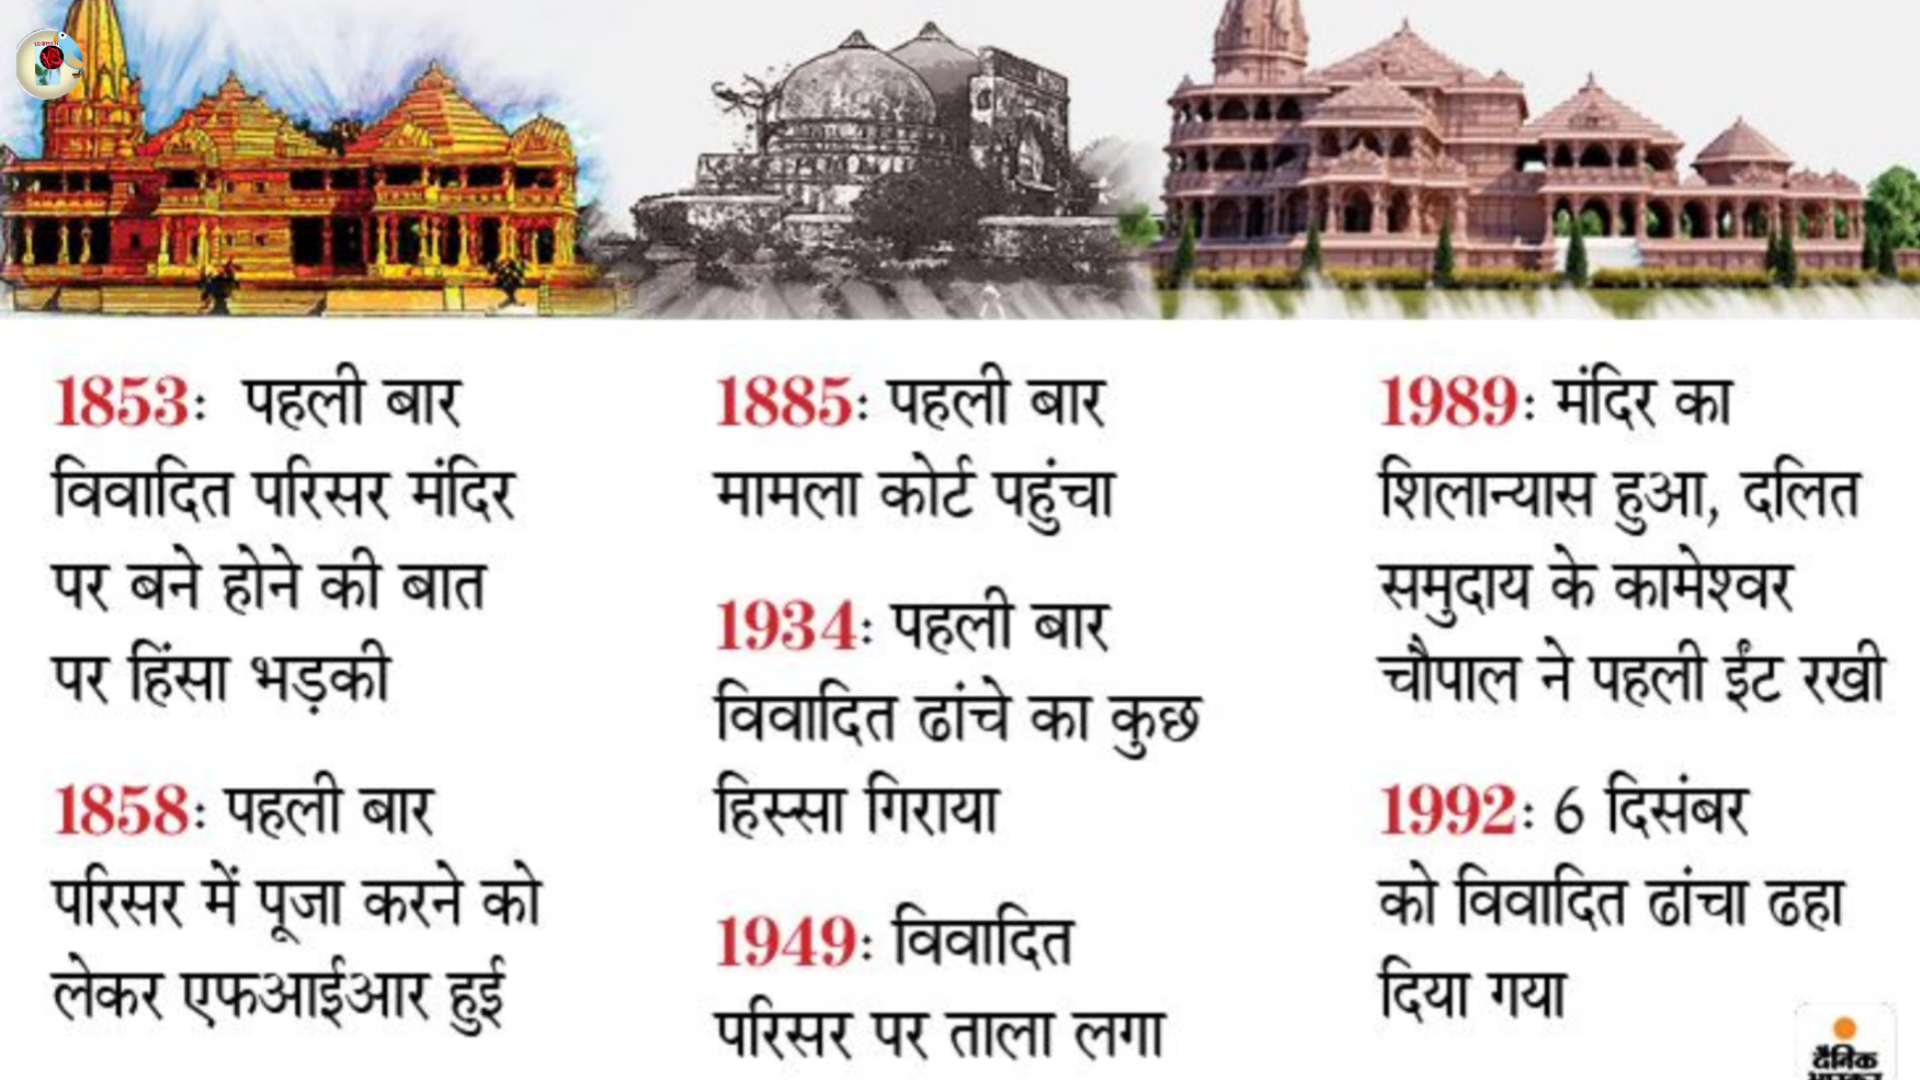 1853: पहली बार
विवादित परिसर मंदिर
पर बने होने की बात
पर हिंसा भड़की
1858: पहली बार
परिसर में पूजा करने को
लेकर एफआईआर हुई
1885: पहली बार
मामला कोर्ट पहुंचा
1934: पहली बार
विवादित ढांचे का कुछ
हिस्सा गिराया
1949: विवादित
परिसर पर ताला लगा
1989: मंदिर का
शिलान्यास हुआ, दलित
समुदाय के कामेश्वर
चौपाल ने पहली ईंट रखी
1992: 6 दिसंबर
को विवादित ढांचा ढहा
दिया गया
दैनिक
भास्कर